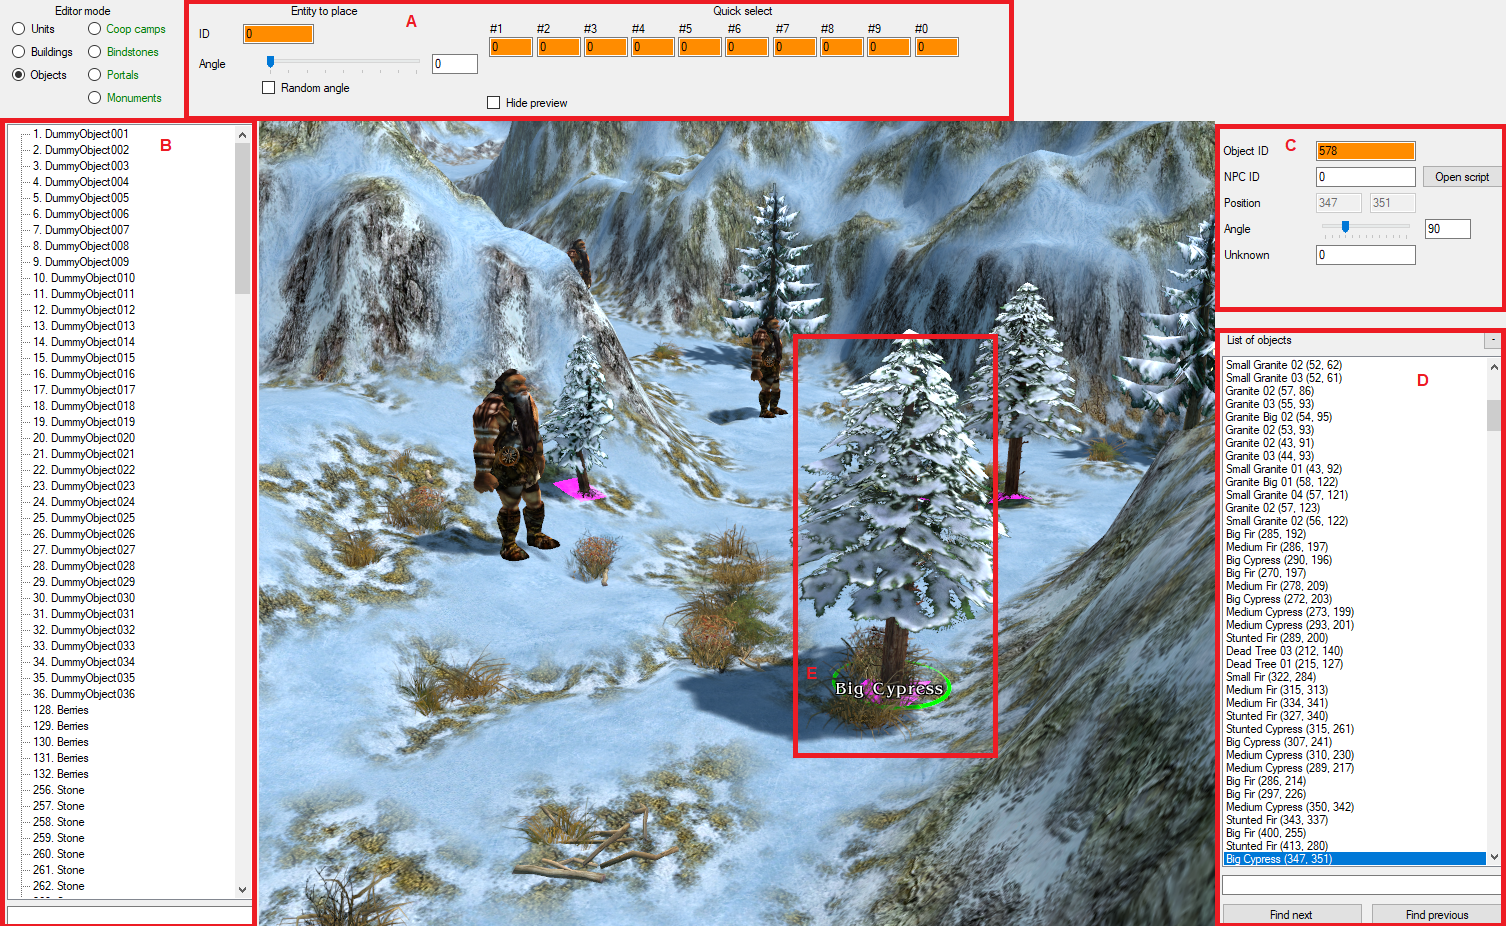 Editor mode
Units
Coop camps
Buildings
Bindstones
Objects
Portals
Monuments
Entity to place
A
Quick select
ID
0
#1 #2 #3 #4 #5 #6 #7 #8 #9 #0
0 0 0 0 0 0 0 0 0 0
Angle
0
Random angle
Hide preview
B
1. DummyObject001
2. DummyObject002
3. DummyObject003
4. DummyObject004
5. DummyObject005
6. DummyObject006
7. DummyObject007
8. DummyObject008
9. DummyObject009
10. DummyObject010
11. DummyObject011
12. DummyObject012
13. DummyObject013
14. DummyObject014
15. DummyObject015
16. DummyObject016
17. DummyObject017
18. DummyObject018
19. DummyObject019
20. DummyObject020
21. DummyObject021
22. DummyObject022
23. DummyObject023
24. DummyObject024
25. DummyObject025
26. DummyObject026
27. DummyObject027
28. DummyObject028
29. DummyObject029
30. DummyObject030
31. DummyObject031
32. DummyObject032
33. DummyObject033
34. DummyObject034
35. DummyObject035
36. DummyObject036
128. Berries
129. Berries
130. Berries
131. Berries
132. Berries
256. Stone
257. Stone
258. Stone
259. Stone
260. Stone
261. Stone
262. Stone
E
Big Cypress
Object ID
C
578
NPC ID
0
Open script
Position
347
351
Angle
90
Unknown
0
List of objects
-
D
Small Granite 02 (52, 62)
Small Granite 03 (52, 61)
Granite 02 (57, 86)
Granite 03 (55, 93)
Granite Big 02 (54, 95)
Granite 02 (53, 93)
Granite 02 (43, 91)
Granite 03 (44, 93)
Small Granite 01 (43, 92)
Granite Big 01 (58, 122)
Small Granite 04 (57, 121)
Granite 02 (57, 123)
Small Granite 02 (56, 122)
Big Fir (285, 192)
Medium Fir (286, 197)
Big Cypress (290, 196)
Big Fir (270, 197)
Medium Fir (278, 209)
Big Cypress (272, 203)
Medium Cypress (273, 199)
Medium Cypress (293, 201)
Stunted Fir (289, 200)
Dead Tree 03 (212, 140)
Dead Tree 01 (215, 127)
Small Fir (322, 284)
Medium Fir (315, 313)
Medium Fir (334, 341)
Stunted Fir (327, 340)
Stunted Cypress (315, 261)
Big Cypress (307, 241)
Medium Cypress (310, 230)
Medium Cypress (289, 217)
Big Fir (286, 214)
Big Fir (297, 226)
Medium Cypress (350, 342)
Stunted Fir (343, 337)
Big Fir (400, 255)
Stunted Fir (413, 280)
Big Cypress (347, 351)
Find next
Find previous